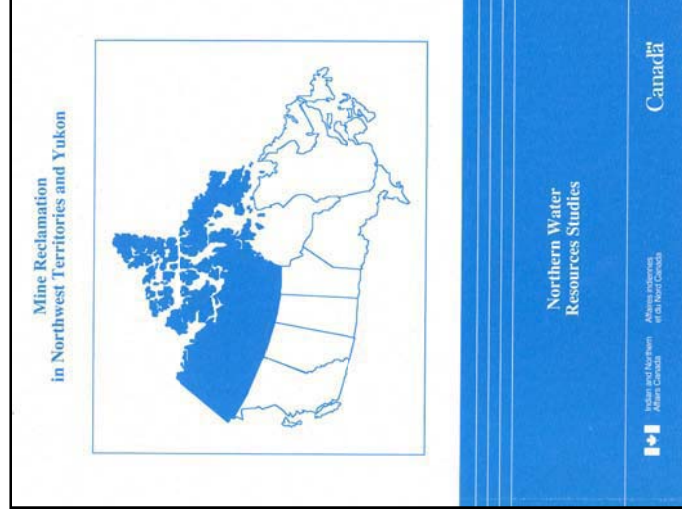 Mine Reclamation
in Northwest Territories and Yukon
Northern Water
Resources Studies
Indian and Northern
Affairs Canada
Affaires indiennes
et du Nord Canada
Canada